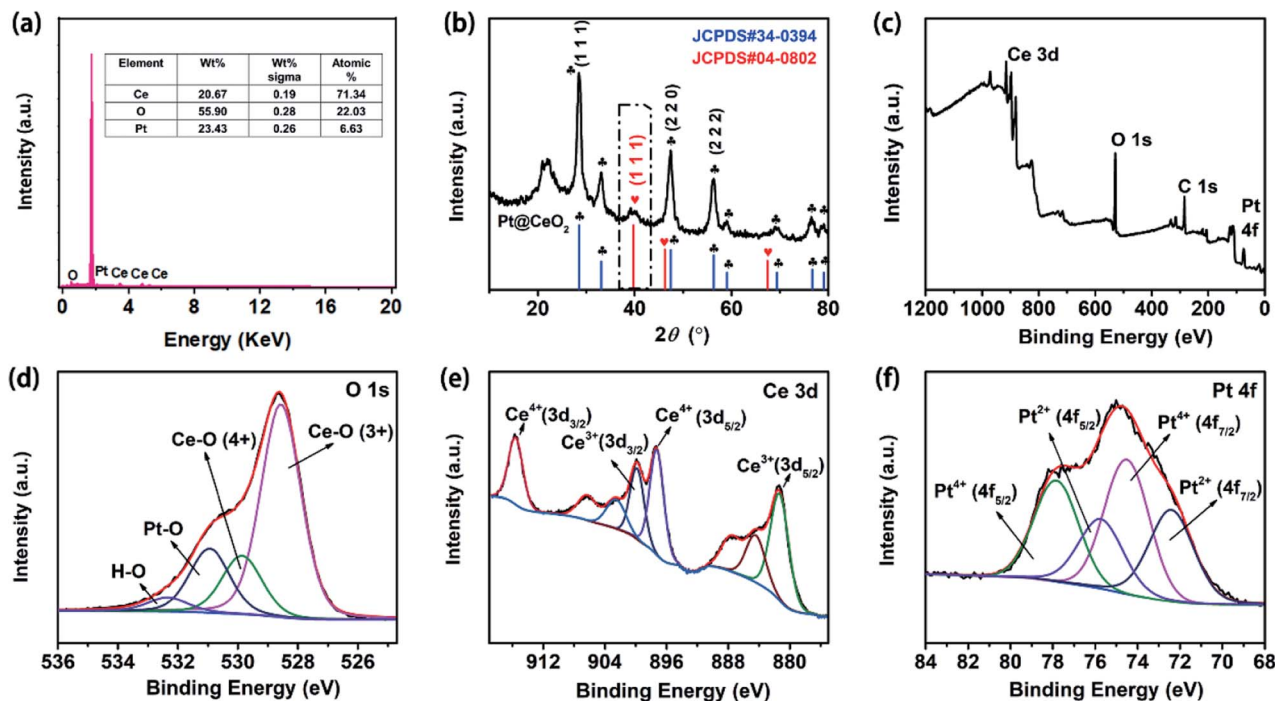 (a)
Intensity (a.u.)
Element Wt% Wt% sigma Atomic %
Ce 20.67 0.19 71.34
O 55.90 0.28 22.03
Pt 23.43 0.26 6.63
O Pt Ce Ce Ce
0 4 8 12 16 20
Energy (KeV)
(b)
Intensity (a.u.)
JCPDS#34-0394
JCPDS#04-0802
♣ (1 1 1)
♣
(1 1 1)
♥
♣ (2 2 0)
♣ (2 2 2)
♣ ♣ ♣ ♣
Pt@CeO₂
♣ ♣ ♥ ♣ ♣ ♣ ♥ ♣ ♣ ♣
20 40 60 80
2θ (°)
(c)
Intensity (a.u.)
Ce 3d
O 1s
C 1s
Pt
4f
1200 1000 800 600 400 200 0
Binding Energy (eV)
(d)
Intensity (a.u.)
O 1s
Ce-O (4+)
Ce-O (3+)
Pt-O
H-O
536 534 532 530 528 526
Binding Energy (eV)
(e)
Intensity (a.u.)
Ce 3d
Ce⁴⁺(3d₃/₂)
Ce⁴⁺(3d₅/₂)
Ce³⁺(3d₃/₂)
Ce³⁺(3d₅/₂)
912 904 896 888 880
Binding Energy (eV)
(f)
Intensity (a.u.)
Pt 4f
Pt²⁺ (4f₅/₂)
Pt⁴⁺ (4f₇/₂)
Pt⁴⁺ (4f₅/₂)
Pt²⁺ (4f₇/₂)
84 82 80 78 76 74 72 70 68
Binding Energy (eV)